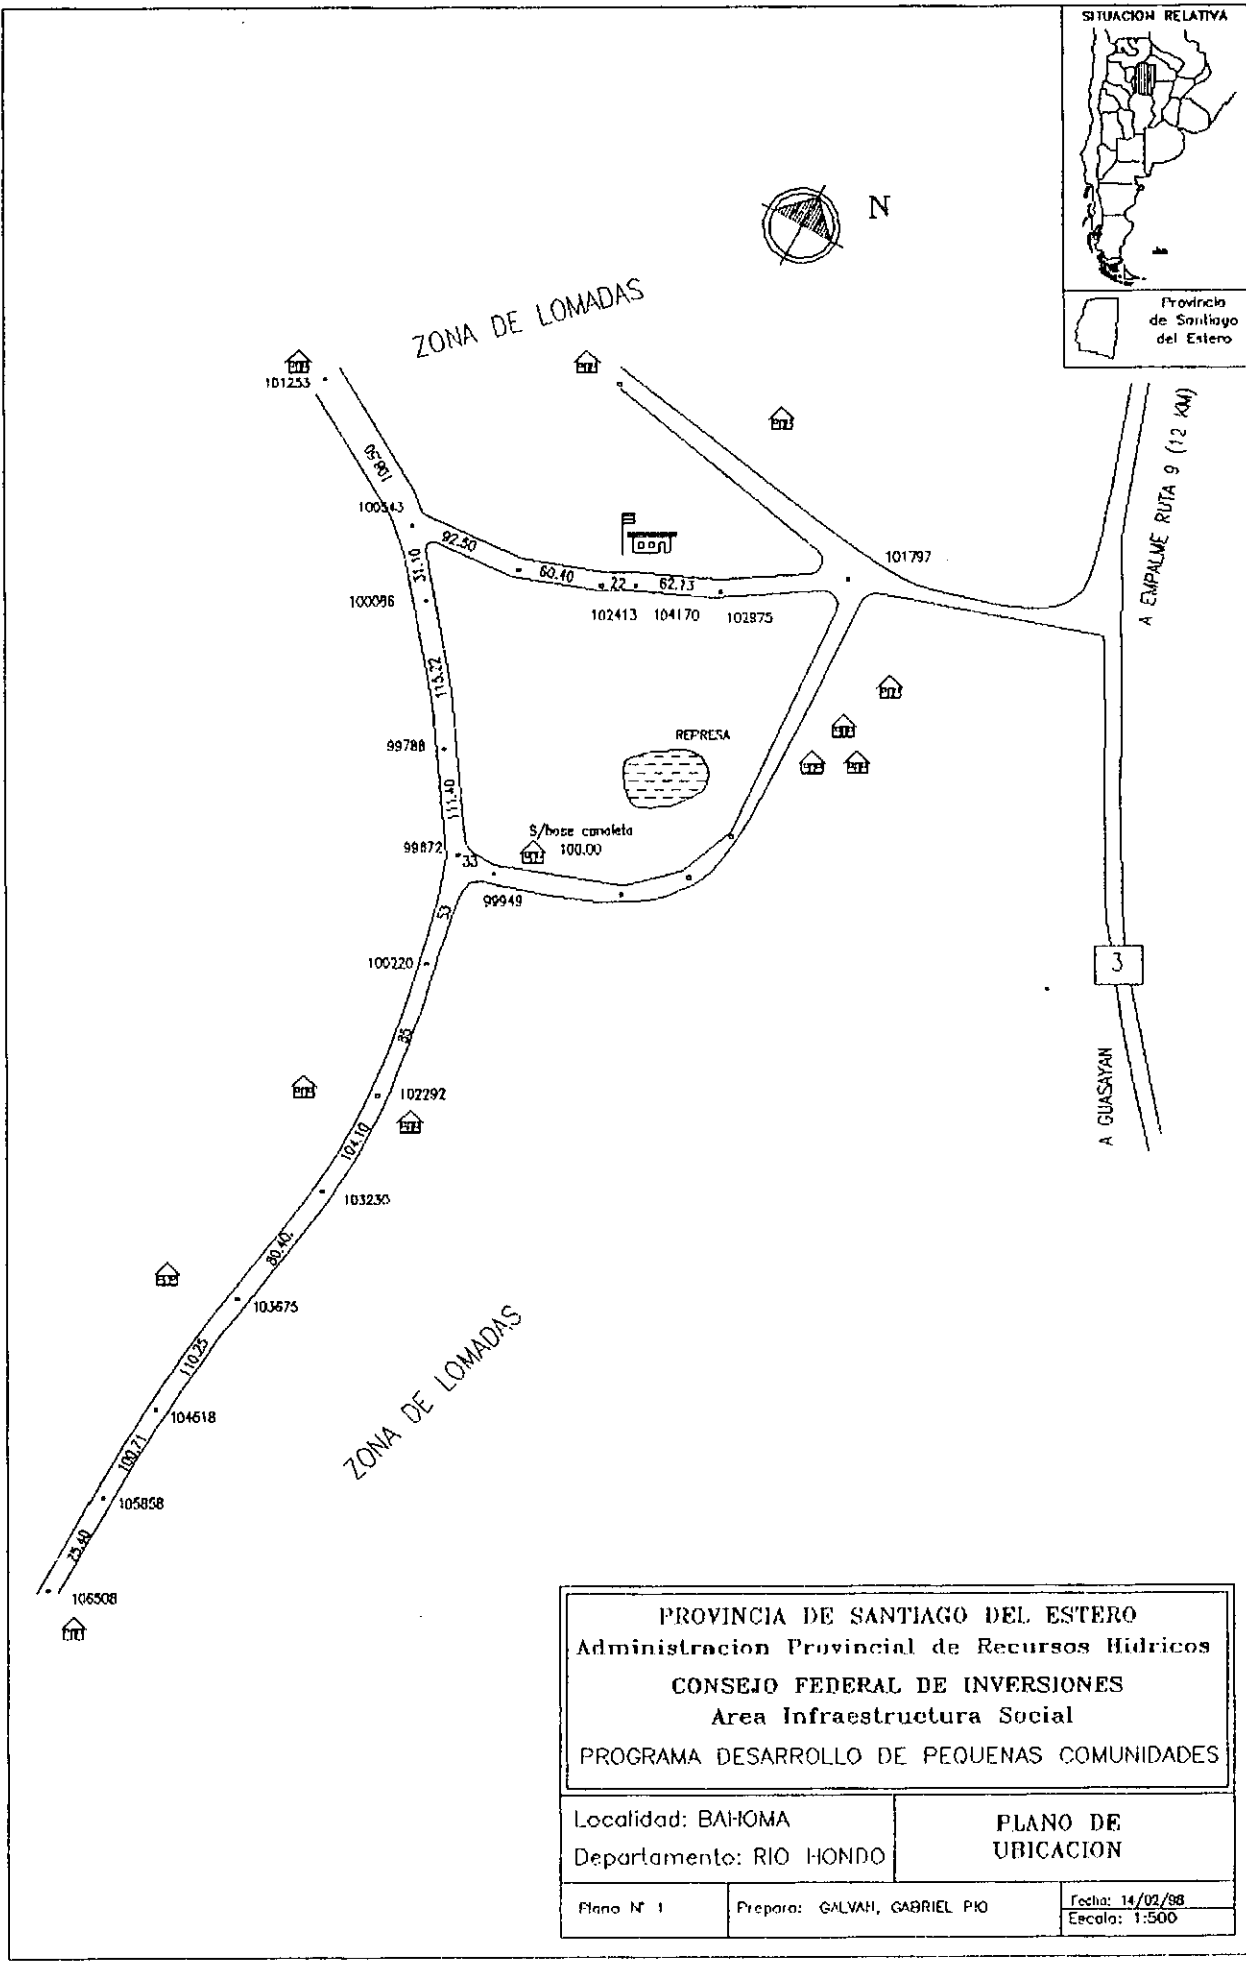 SITUACION RELATIVA
Provincia
de Santiago
del Estero
N
ZONA DE LOMADAS
A EMPALME RUTA 9 (12 KM)
101253
108.50
100543
92.50
60.40
22
62.13
101797
31.10
100086
102413
104170
102875
115.22
99788
REPRESA
111.40
S/base canaleta
100.00
99872
33
99949
53
100220
3
85
A GUASAYAN
102292
104.10
103230
80.40.
103675
110.25
ZONA DE LOMADAS
104618
100.71
105858
75.40
106508
PROVINCIA DE SANTIAGO DEL ESTERO
Administracion Provincial de Recursos Hidricos
CONSEJO FEDERAL DE INVERSIONES
Area Infraestructura Social
PROGRAMA DESARROLLO DE PEQUENAS COMUNIDADES
Localidad: BAHOMA
Departamento: RIO HONDO
PLANO DE
UBICACION
Plano Nº 1
Preparo: GALVAN, GABRIEL PIO
Fecha: 14/02/98
Escala: 1:500